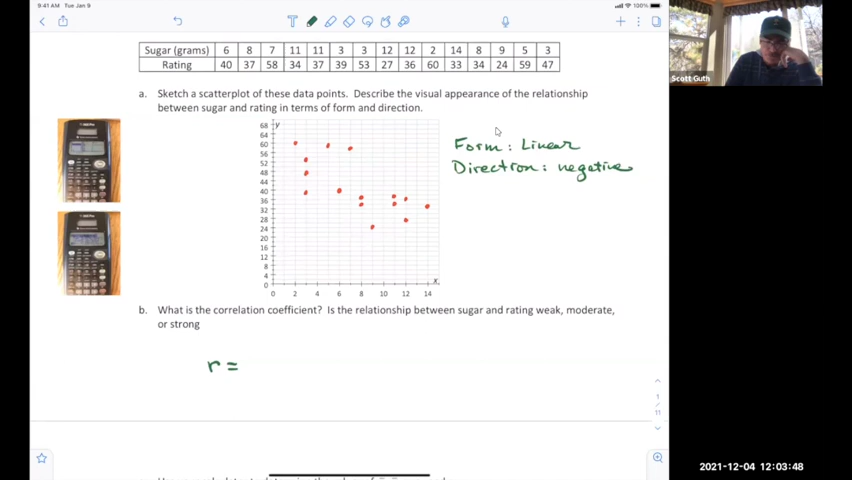 9:41 AM Tue Jan 9
100%
Sugar (grams) 6 8 7 11 11 3 3 12 12 2 14 8 9 5 3
Rating 40 37 58 34 37 39 53 27 36 60 33 34 24 59 47
a. Sketch a scatterplot of these data points. Describe the visual appearance of the relationship
between sugar and rating in terms of form and direction.
68 y
64
60
56
52
48
44
40
36
32
28
24
20
16
12
8
4
0
x
0 2 4 6 8 10 12 14
Form: Linear
Direction: negative
b. What is the correlation coefficient? Is the relationship between sugar and rating weak, moderate,
or strong
r =
1
/
11
Scott Guth
2021-12-04 12:03:48